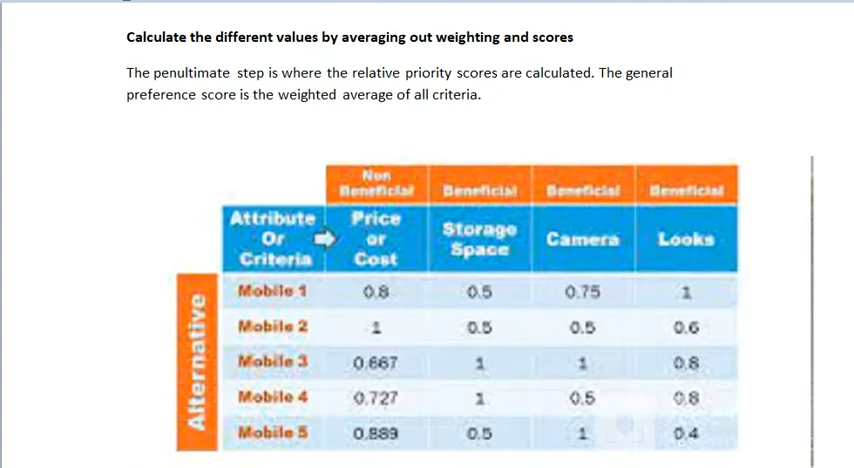 Calculate the different values by averaging out weighting and scores
The penultimate step is where the relative priority scores are calculated. The general
preference score is the weighted average of all criteria.
Non
Beneficial Beneficial Beneficial Beneficial
Attribute
Or
Criteria
Price
or
Cost
Storage
Space
Camera
Looks
Alternative
Mobile 1 0.8 0.5 0.75 1
Mobile 2 1 0.5 0.5 0.6
Mobile 3 0.667 1 1 0.8
Mobile 4 0.727 1 0.5 0.8
Mobile 5 0.889 0.5 1 0.4